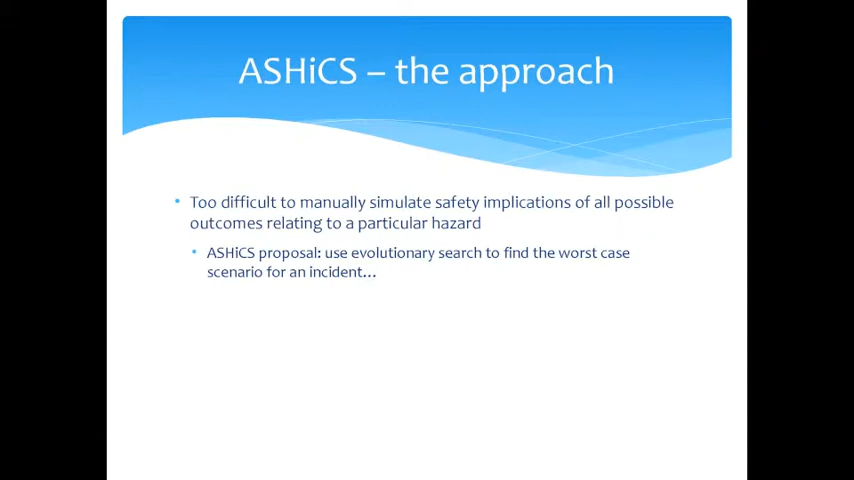 ASHiCS – the approach
• Too difficult to manually simulate safety implications of all possible
outcomes relating to a particular hazard
• ASHiCS proposal: use evolutionary search to find the worst case
scenario for an incident…